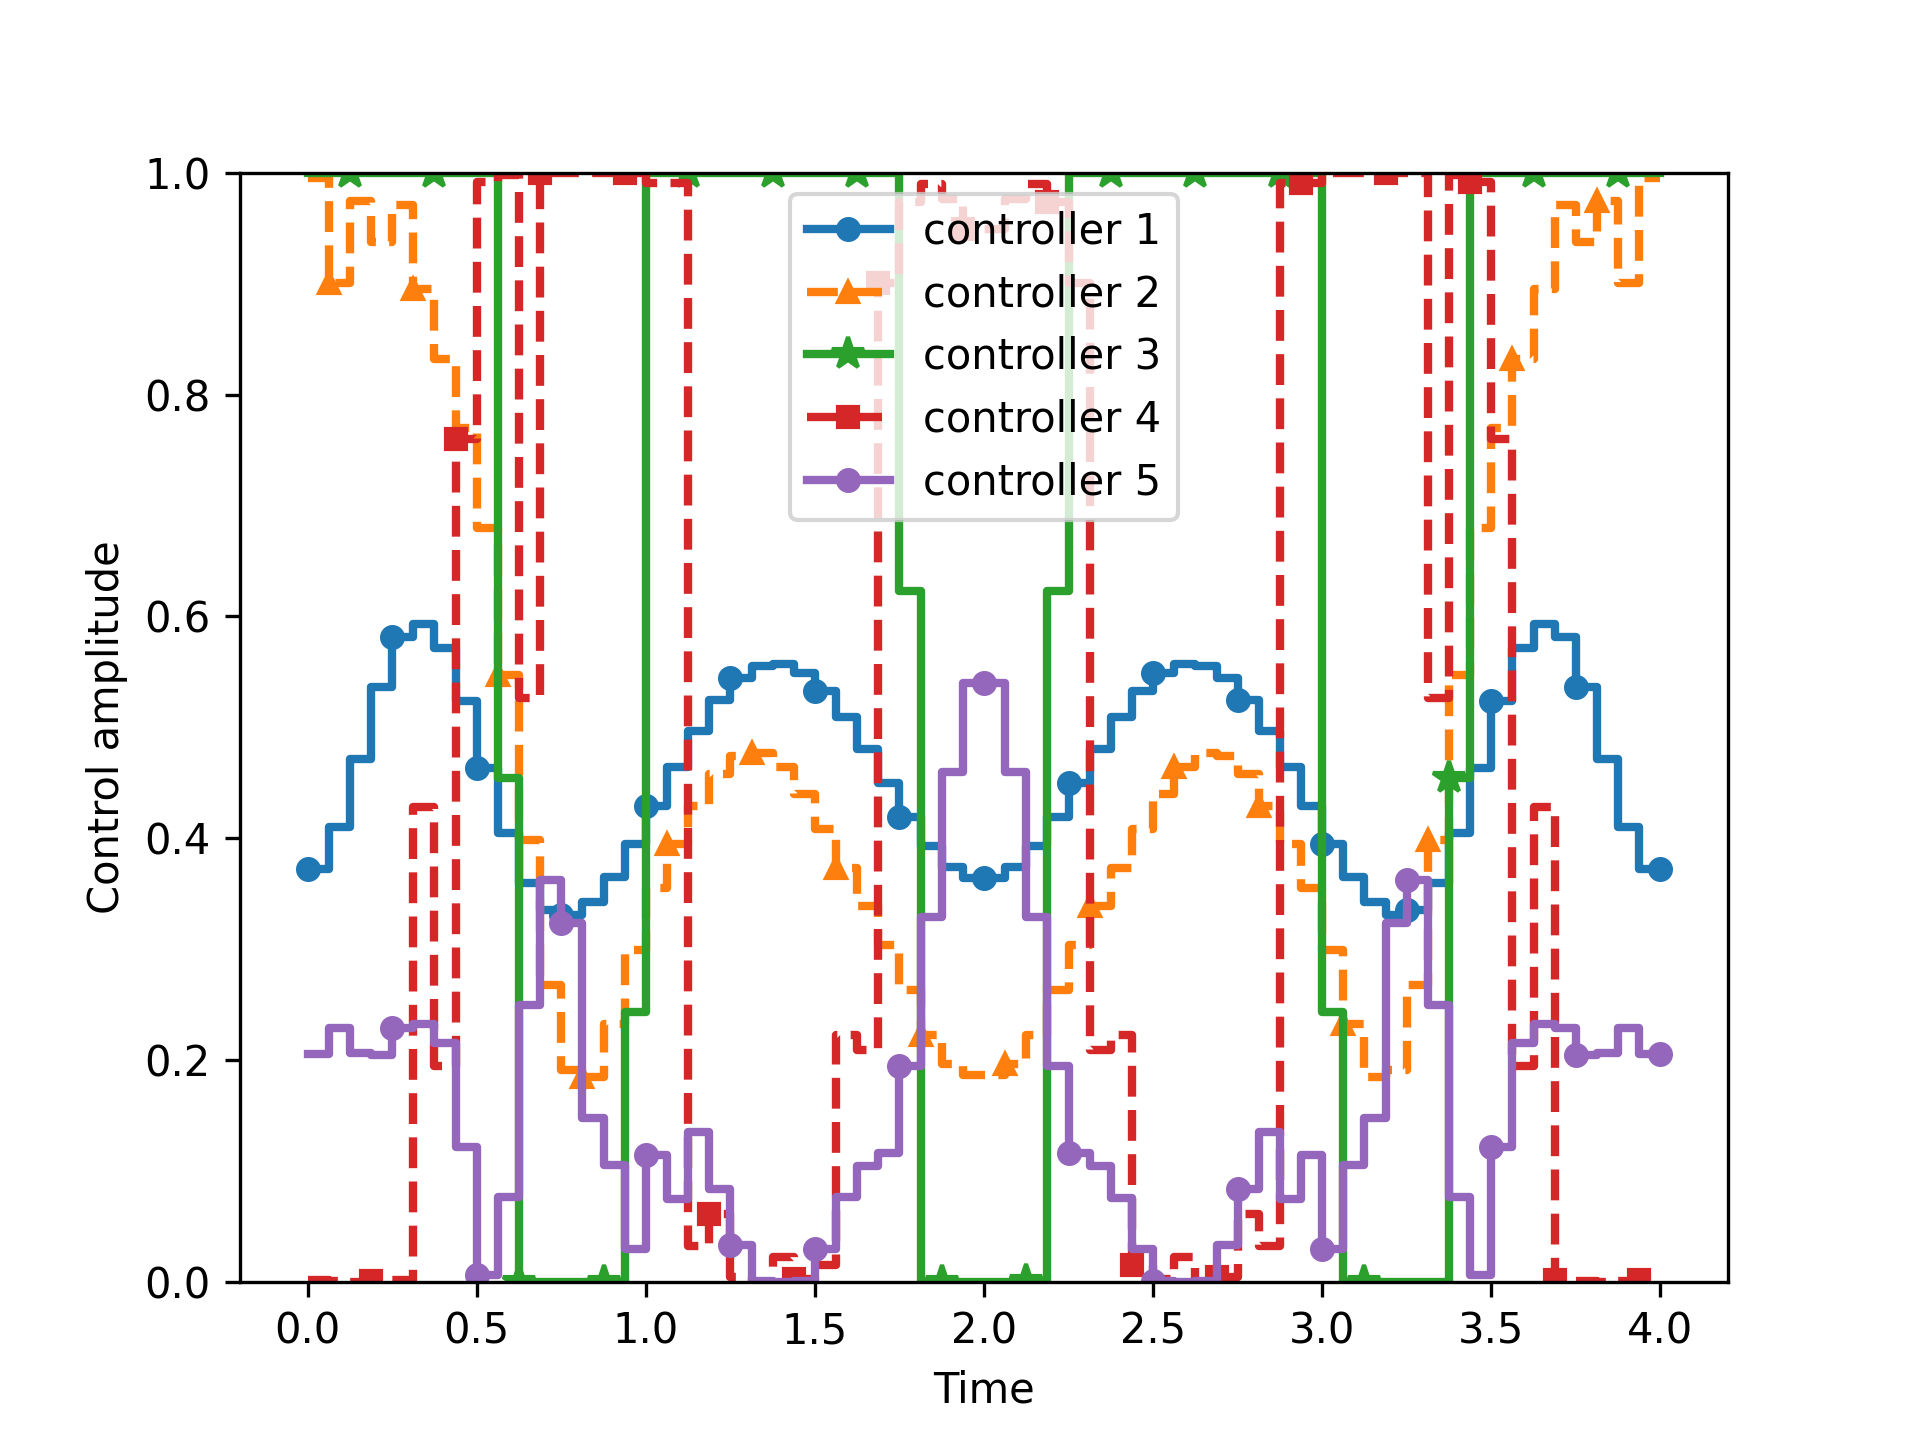 1.0
0.8
0.6
0.4
0.2
0.0
Control amplitude
controller 1
controller 2
controller 3
controller 4
controller 5
0.0 0.5 1.0 1.5 2.0 2.5 3.0 3.5 4.0
Time